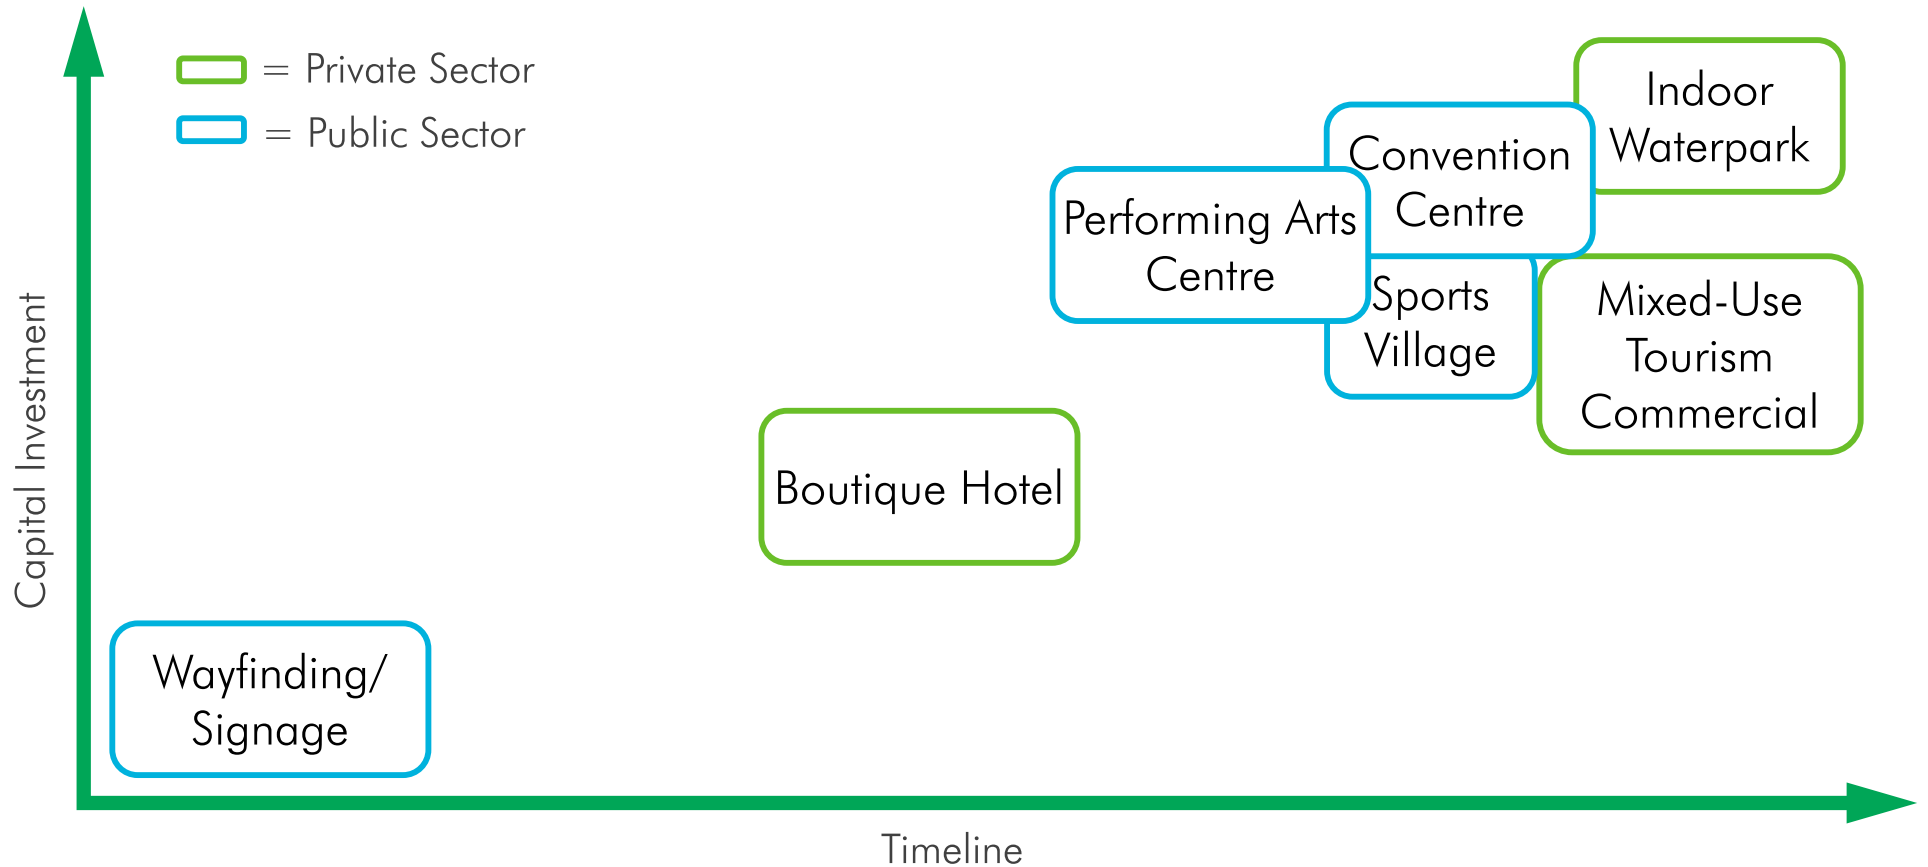 = Private Sector
= Public Sector
Indoor
Waterpark
Convention
Centre
Performing Arts
Centre
Sports
Village
Mixed-Use
Tourism
Commercial
Boutique Hotel
Wayfinding/
Signage
Capital Investment
Timeline